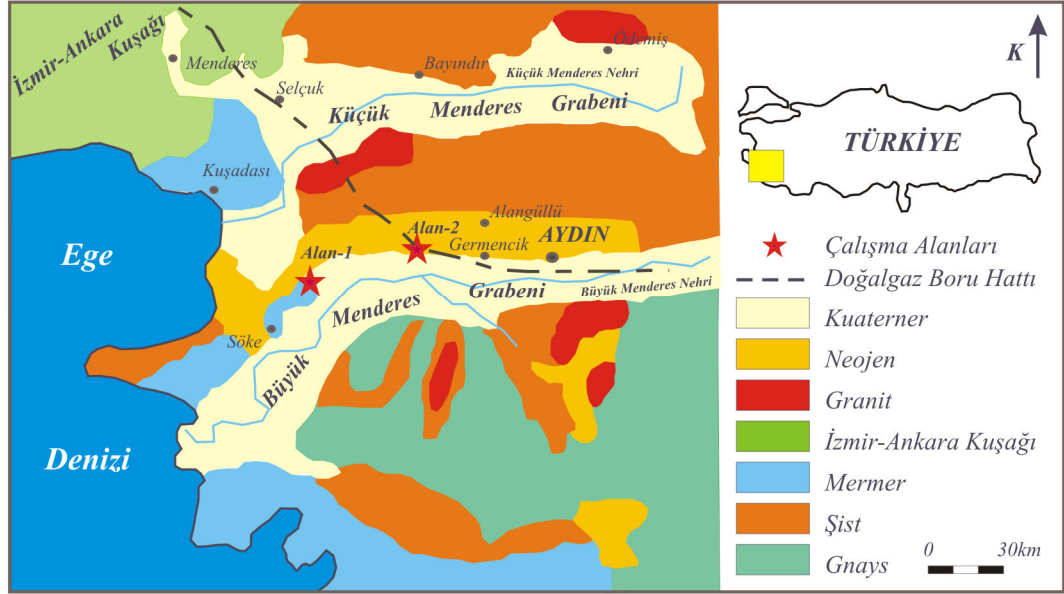 İzmir-Ankara
Kuşağı
Menderes
Selçuk
Bayındır
Ödemiş
Küçük Menderes Nehri
Küçük Menderes Grabeni
Kuşadası
Ege
Denizi
Alan-1
Alan-2
Alangüllü
Germencik
AYDIN
Söke
Büyük Menderes Grabeni
Büyük Menderes Nehri
K
TÜRKİYE
Çalışma Alanları
Doğalgaz Boru Hattı
Kuaterner
Neojen
Granit
İzmir-Ankara Kuşağı
Mermer
Şist
Gnays
0 30km